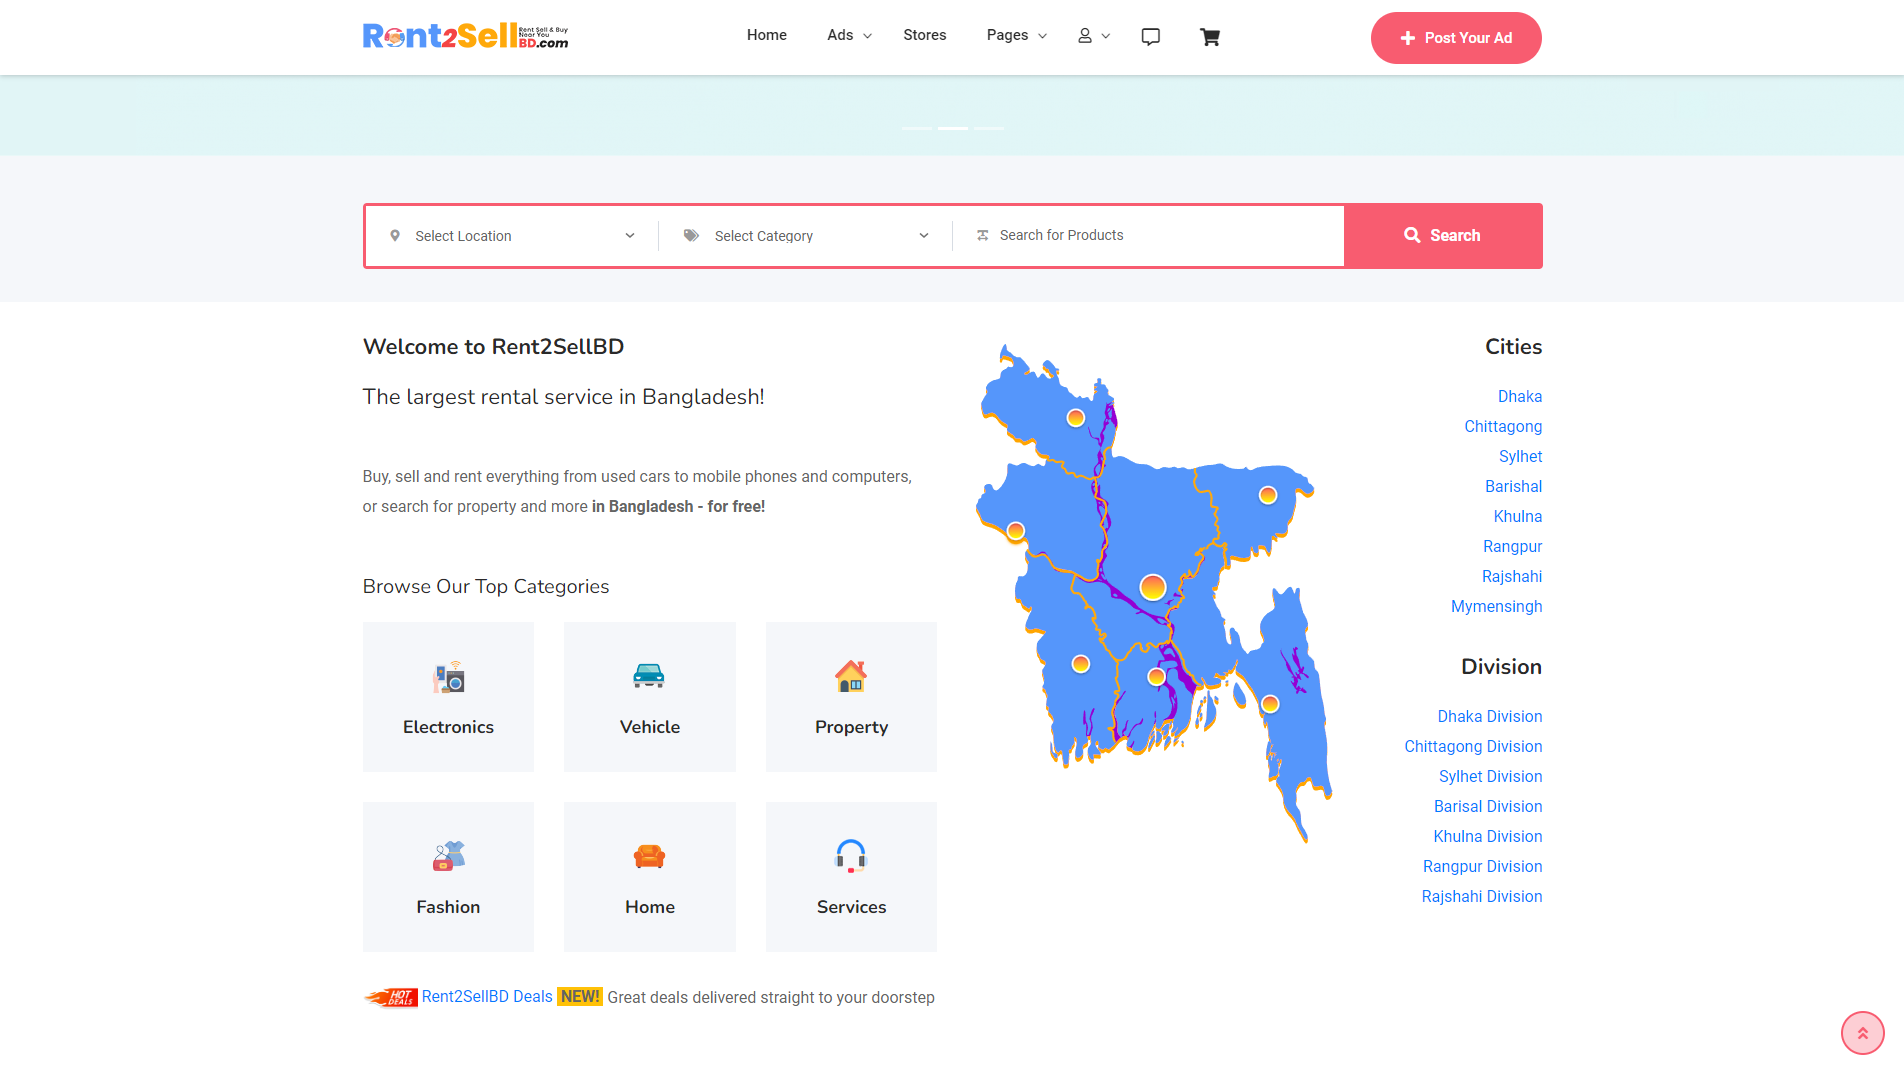 Rent2Sell Rent Sell & Buy
Near You
BD.com
Home Ads Stores Pages
Post Your Ad
Select Location Select Category Search for Products Search
Welcome to Rent2SellBD
The largest rental service in Bangladesh!
Buy, sell and rent everything from used cars to mobile phones and computers,
or search for property and more in Bangladesh - for free!
Browse Our Top Categories
Electronics Vehicle Property
Fashion Home Services
HOT
DEALS
Rent2SellBD Deals NEW! Great deals delivered straight to your doorstep
Cities
Dhaka
Chittagong
Sylhet
Barishal
Khulna
Rangpur
Rajshahi
Mymensingh
Division
Dhaka Division
Chittagong Division
Sylhet Division
Barisal Division
Khulna Division
Rangpur Division
Rajshahi Division